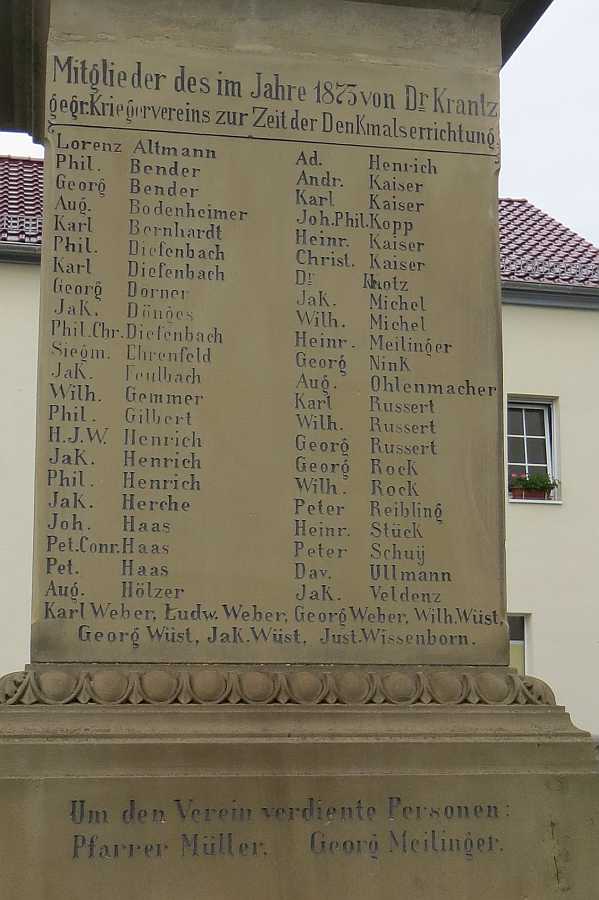 Mitglieder des im Jahre 1873 von Dr. Krantz
gegr. Kriegervereins zur Zeit der Denkmalserrichtung.
Lorenz Altmann
Phil. Bender
Georg Bender
Aug. Bodenheimer
Karl Bernhardt
Phil. Diefenbach
Karl Diefenbach
Georg Dorner
Jak. Dönges
Phil.Chr. Diefenbach
Siegm. Ehrenfeld
Jak. Feulbach
Wilh. Gemmer
Phil. Gilbert
H.J.W. Henrich
Jak. Henrich
Phil. Henrich
Jak. Herche
Joh. Haas
Pet.Conr. Haas
Pet. Haas
Aug. Hölzer
Ad. Henrich
Andr. Kaiser
Karl Kaiser
Joh.Phil. Kopp
Heinr. Kaiser
Christ. Kaiser
Dr. Knotz
Jak. Michel
Wilh. Michel
Heinr. Meilinger
Georg Nink
Aug. Ohlenmacher
Karl Russert
Wilh. Russert
Georg Russert
Georg Rock
Wilh. Rock
Peter Reibling
Heinr. Stück
Peter Schuij
Dav. Ullmann
Jak. Veldenz
Karl Weber, Ludw. Weber, Georg Weber, Wilh. Wüst,
Georg Wüst, Jak. Wüst, Just. Wissenborn.
Um den Verein verdiente Personen:
Pfarrer Müller. Georg Meilinger.